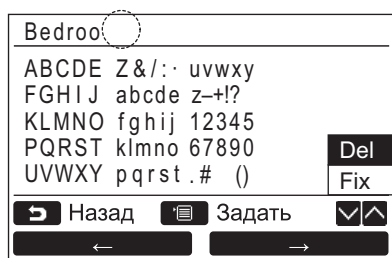 Bedroo
ABCDE Z&/:· uvwxy
FGHIJ abcde z–+!?
KLMNO fghij 12345
PQRST klmno 67890
UVWXY pqrst .# ()
Del
Fix
Назад Задать
← →